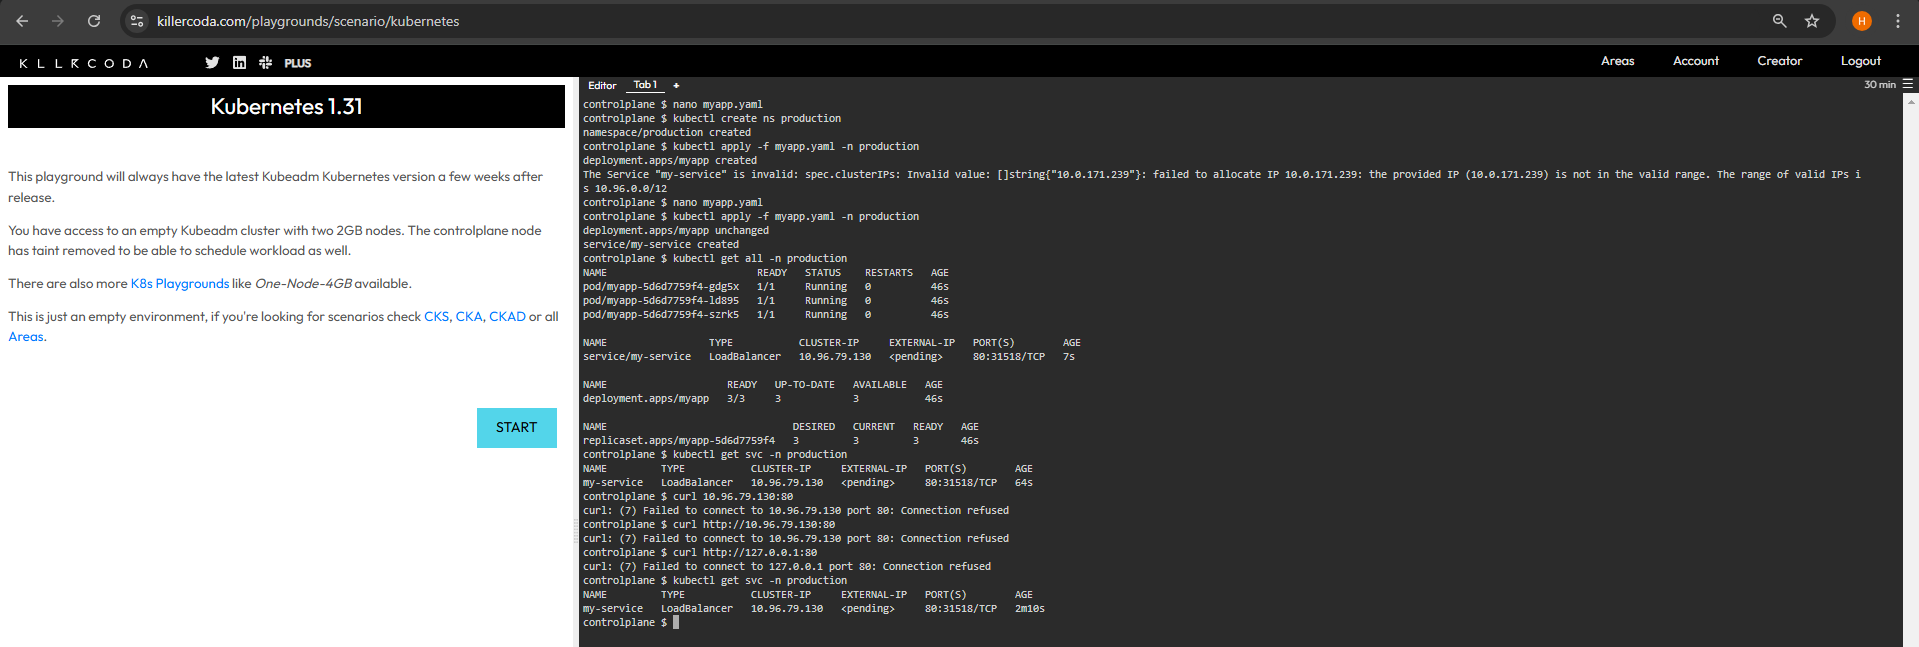 killercoda.com/playgrounds/scenario/kubernetes
H
KLLRCODA
PLUS
Areas
Account
Creator
Logout
Kubernetes 1.31
This playground will always have the latest Kubeadm Kubernetes version a few weeks after
release.
You have access to an empty Kubeadm cluster with two 2GB nodes. The controlplane node
has taint removed to be able to schedule workload as well.
There are also more K8s Playgrounds like One-Node-4GB available.
This is just an empty environment, if you're looking for scenarios check CKS, CKA, CKAD or all
Areas.
START
Editor Tab 1 +
30 min
controlplane $ nano myapp.yaml
controlplane $ kubectl create ns production
namespace/production created
controlplane $ kubectl apply -f myapp.yaml -n production
deployment.apps/myapp created
The Service "my-service" is invalid: spec.clusterIPs: Invalid value: []string{"10.0.171.239"}: failed to allocate IP 10.0.171.239: the provided IP (10.0.171.239) is not in the valid range. The range of valid IPs i
s 10.96.0.0/12
controlplane $ nano myapp.yaml
controlplane $ kubectl apply -f myapp.yaml -n production
deployment.apps/myapp unchanged
service/my-service created
controlplane $ kubectl get all -n production
NAME READY STATUS RESTARTS AGE
pod/myapp-5d6d7759f4-gdg5x 1/1 Running 0 46s
pod/myapp-5d6d7759f4-ld895 1/1 Running 0 46s
pod/myapp-5d6d7759f4-szrk5 1/1 Running 0 46s
NAME TYPE CLUSTER-IP EXTERNAL-IP PORT(S) AGE
service/my-service LoadBalancer 10.96.79.130 <pending> 80:31518/TCP 7s
NAME READY UP-TO-DATE AVAILABLE AGE
deployment.apps/myapp 3/3 3 3 46s
NAME DESIRED CURRENT READY AGE
replicaset.apps/myapp-5d6d7759f4 3 3 3 46s
controlplane $ kubectl get svc -n production
NAME TYPE CLUSTER-IP EXTERNAL-IP PORT(S) AGE
my-service LoadBalancer 10.96.79.130 <pending> 80:31518/TCP 64s
controlplane $ curl 10.96.79.130:80
curl: (7) Failed to connect to 10.96.79.130 port 80: Connection refused
controlplane $ curl http://10.96.79.130:80
curl: (7) Failed to connect to 10.96.79.130 port 80: Connection refused
controlplane $ curl http://127.0.0.1:80
curl: (7) Failed to connect to 127.0.0.1 port 80: Connection refused
controlplane $ kubectl get svc -n production
NAME TYPE CLUSTER-IP EXTERNAL-IP PORT(S) AGE
my-service LoadBalancer 10.96.79.130 <pending> 80:31518/TCP 2m10s
controlplane $